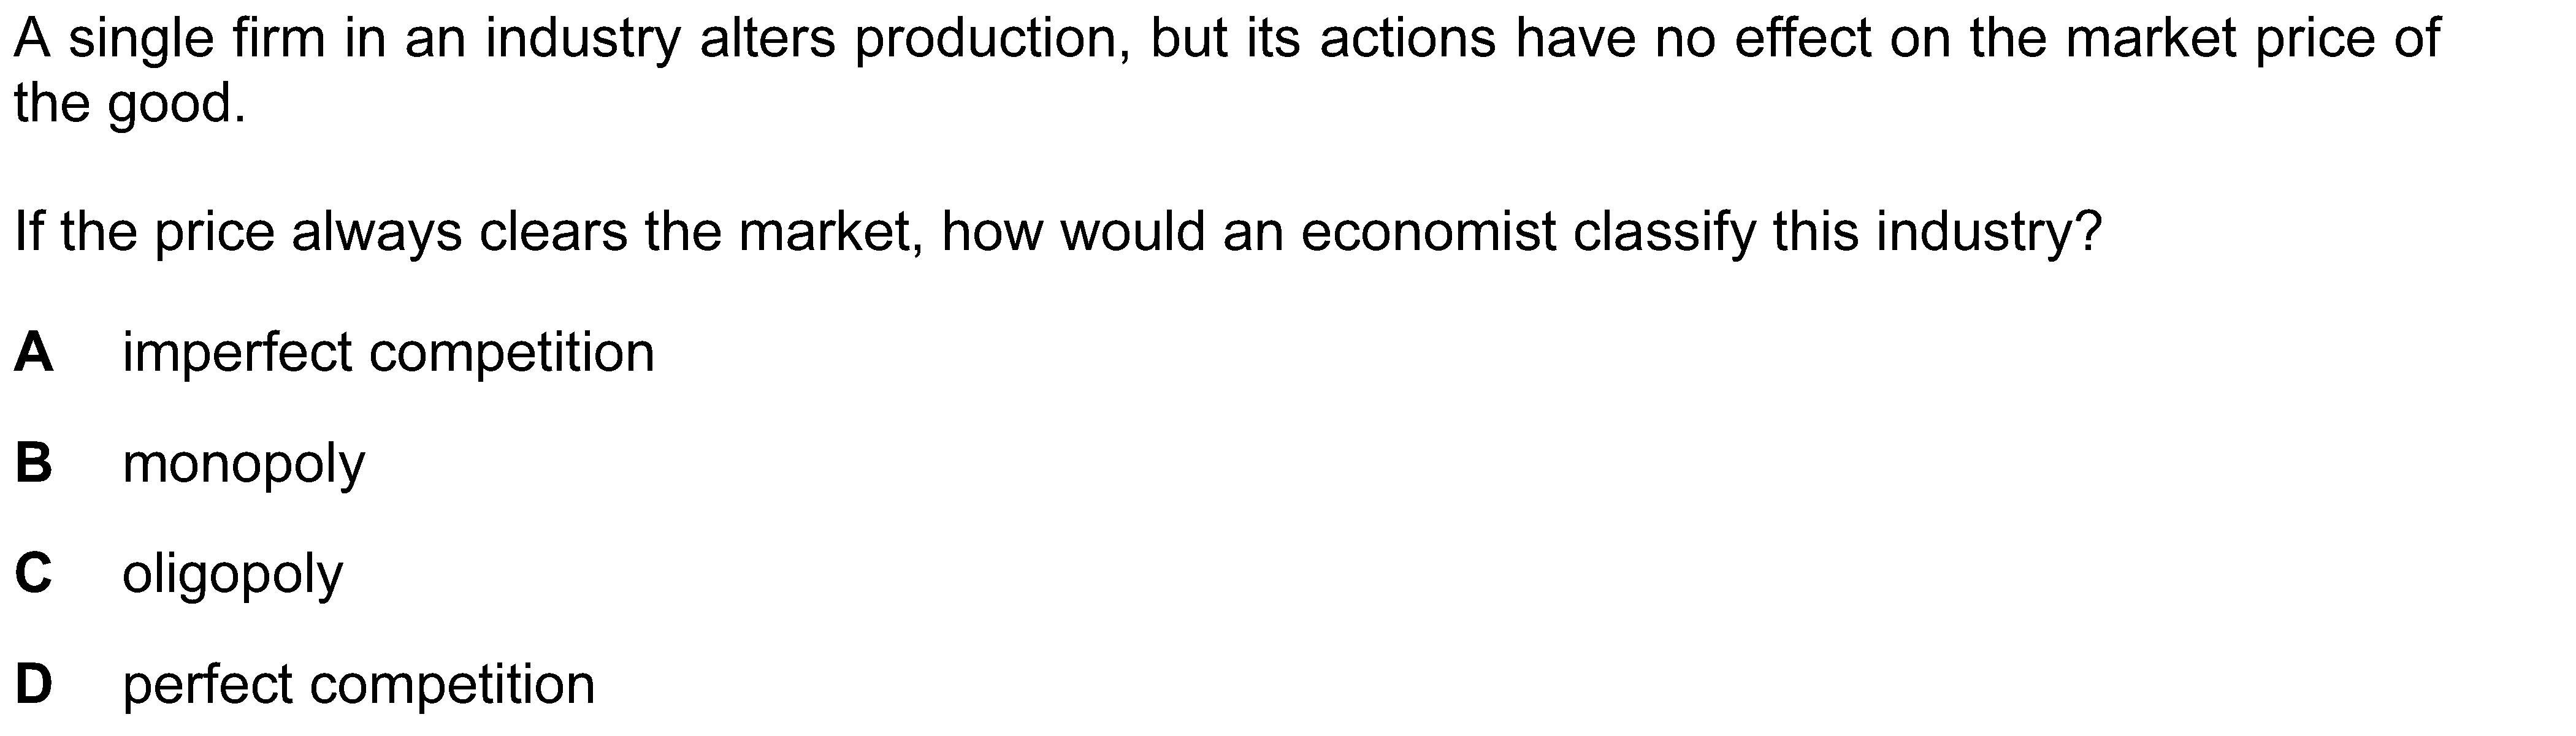 A single firm in an industry alters production, but its actions have no effect on the market price of
the good.
If the price always clears the market, how would an economist classify this industry?
A imperfect competition
B monopoly
C oligopoly
D perfect competition